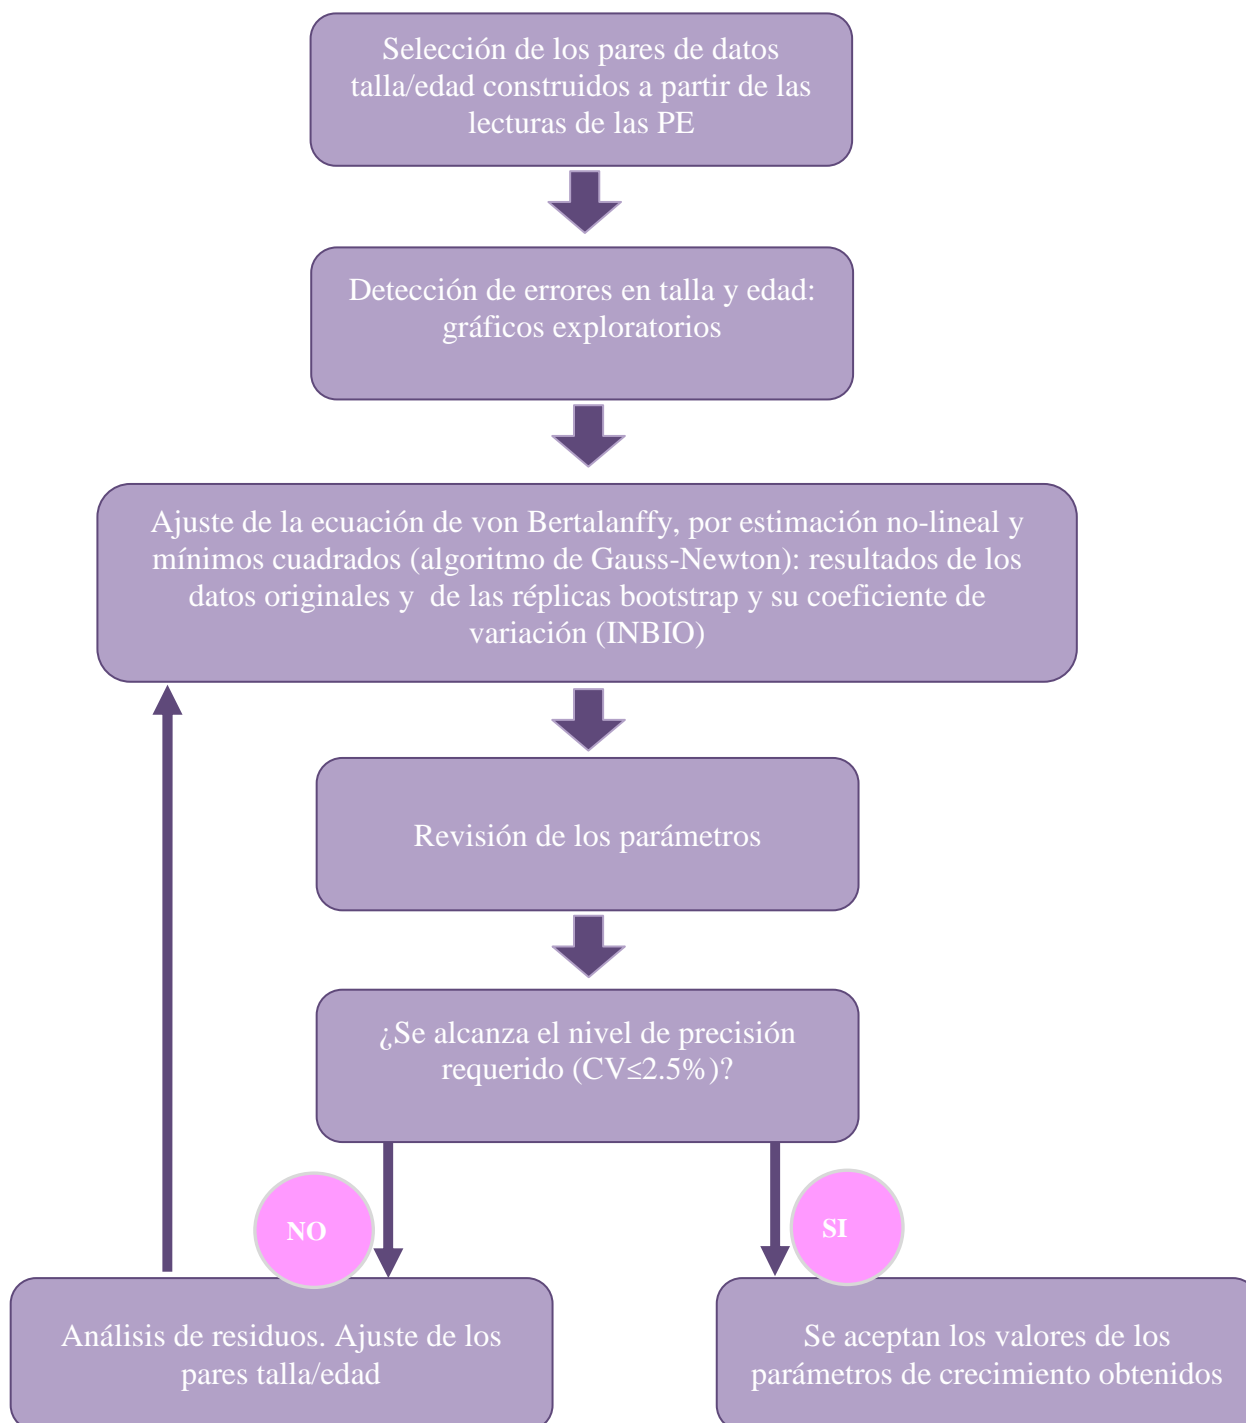 Selección de los pares de datos
talla/edad construidos a partir de las
lecturas de las PE
Detección de errores en talla y edad:
gráficos exploratorios
Ajuste de la ecuación de von Bertalanffy, por estimación no-lineal y
mínimos cuadrados (algoritmo de Gauss-Newton): resultados de los
datos originales y  de las réplicas bootstrap y su coeficiente de
variación (INBIO)
Revisión de los parámetros
¿Se alcanza el nivel de precisión
requerido (CV≤2.5%)?
NO
SI
Análisis de residuos. Ajuste de los
pares talla/edad
Se aceptan los valores de los
parámetros de crecimiento obtenidos